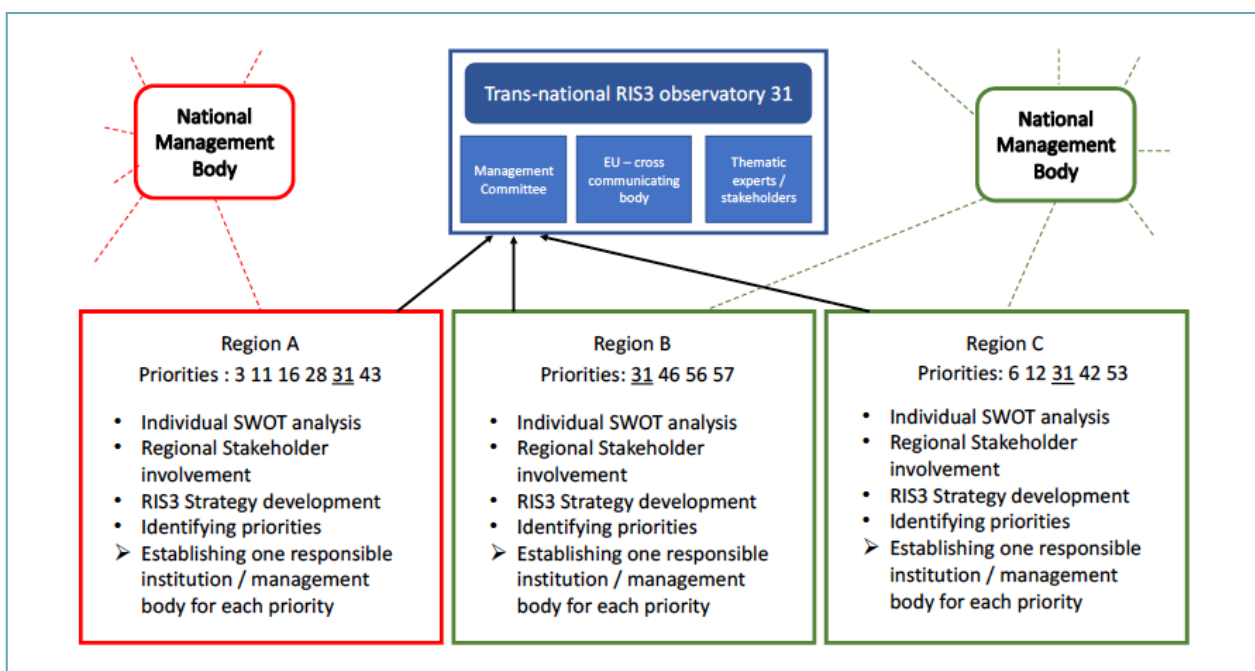 National
Management
Body
Trans-national RIS3 observatory 31
Management
Committee
EU – cross
communicating
body
Thematic
experts /
stakeholders
National
Management
Body
Region A
Priorities : 3 11 16 28 31 43
• Individual SWOT analysis
• Regional Stakeholder
involvement
• RIS3 Strategy development
• Identifying priorities
➢ Establishing one responsible
institution / management
body for each priority
Region B
Priorities: 31 46 56 57
• Individual SWOT analysis
• Regional Stakeholder
involvement
• RIS3 Strategy development
• Identifying priorities
➢ Establishing one responsible
institution / management
body for each priority
Region C
Priorities: 6 12 31 42 53
• Individual SWOT analysis
• Regional Stakeholder
involvement
• RIS3 Strategy development
• Identifying priorities
➢ Establishing one responsible
institution / management
body for each priority